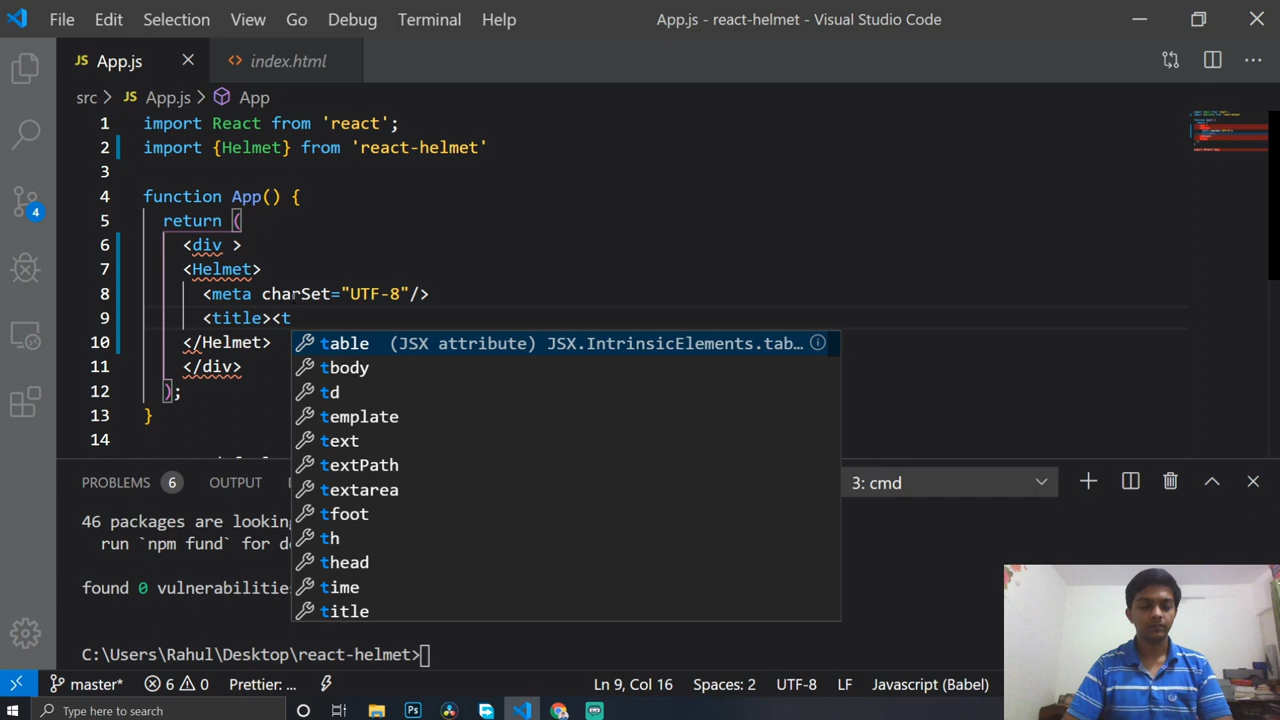 File Edit Selection View Go Debug Terminal Help App.js - react-helmet - Visual Studio Code
JS App.js <> index.html
src > JS App.js > App
1 import React from 'react';
2 import {Helmet} from 'react-helmet'
3
4 function App() {
5 return (
6 <div >
7 <Helmet>
8 <meta charSet="UTF-8"/>
9 <title><t
10 </Helmet>
11 </div>
12 );
13 }
14
table (JSX attribute) JSX.IntrinsicElements.tab...
tbody
td
template
text
textPath
textarea
tfoot
th
thead
time
title
4
PROBLEMS 6 OUTPUT 3: cmd
46 packages are looking
run `npm fund` for de
found 0 vulnerabilitie
C:\Users\Rahul\Desktop\react-helmet>
master* 6 0 Prettier: ... Ln 9, Col 16 Spaces: 2 UTF-8 LF Javascript (Babel)
Type here to search Ps